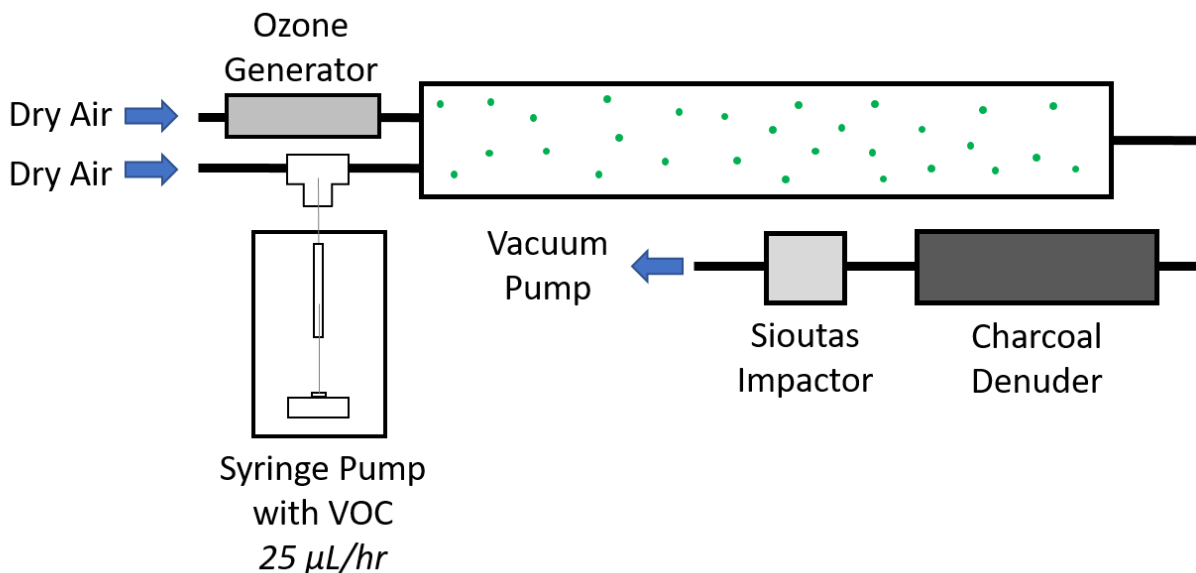 Ozone
Generator
Dry Air
Dry Air
Vacuum
Pump
Sioutas
Impactor
Charcoal
Denuder
Syringe Pump
with VOC
25 μL/hr